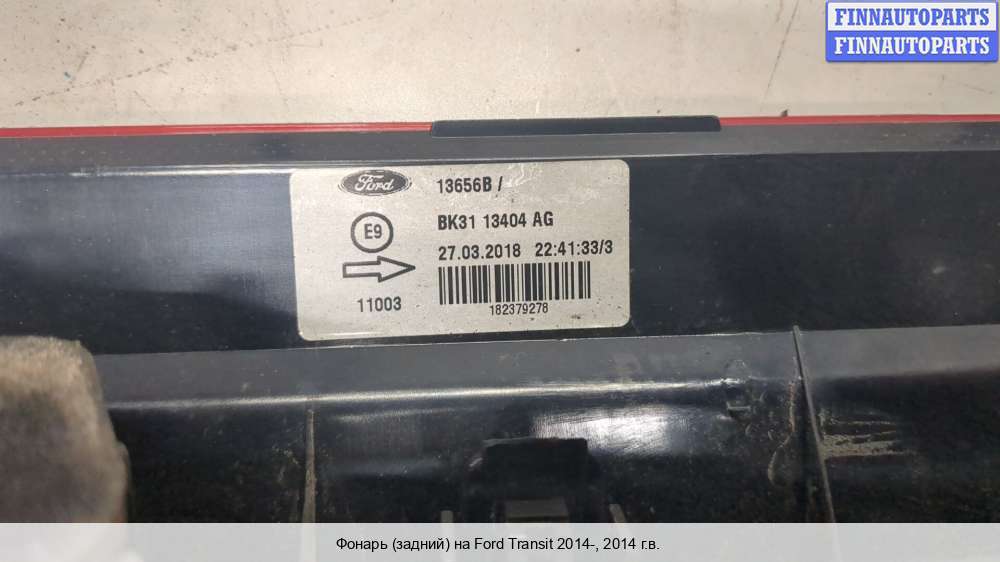 FINNAUTOPARTS
FINNAUTOPARTS
Ford
13656B /
E9
BK31 13404 AG
27.03.2018 22:41:33/3
11003
182379278
Фонарь (задний) на Ford Transit 2014-, 2014 г.в.